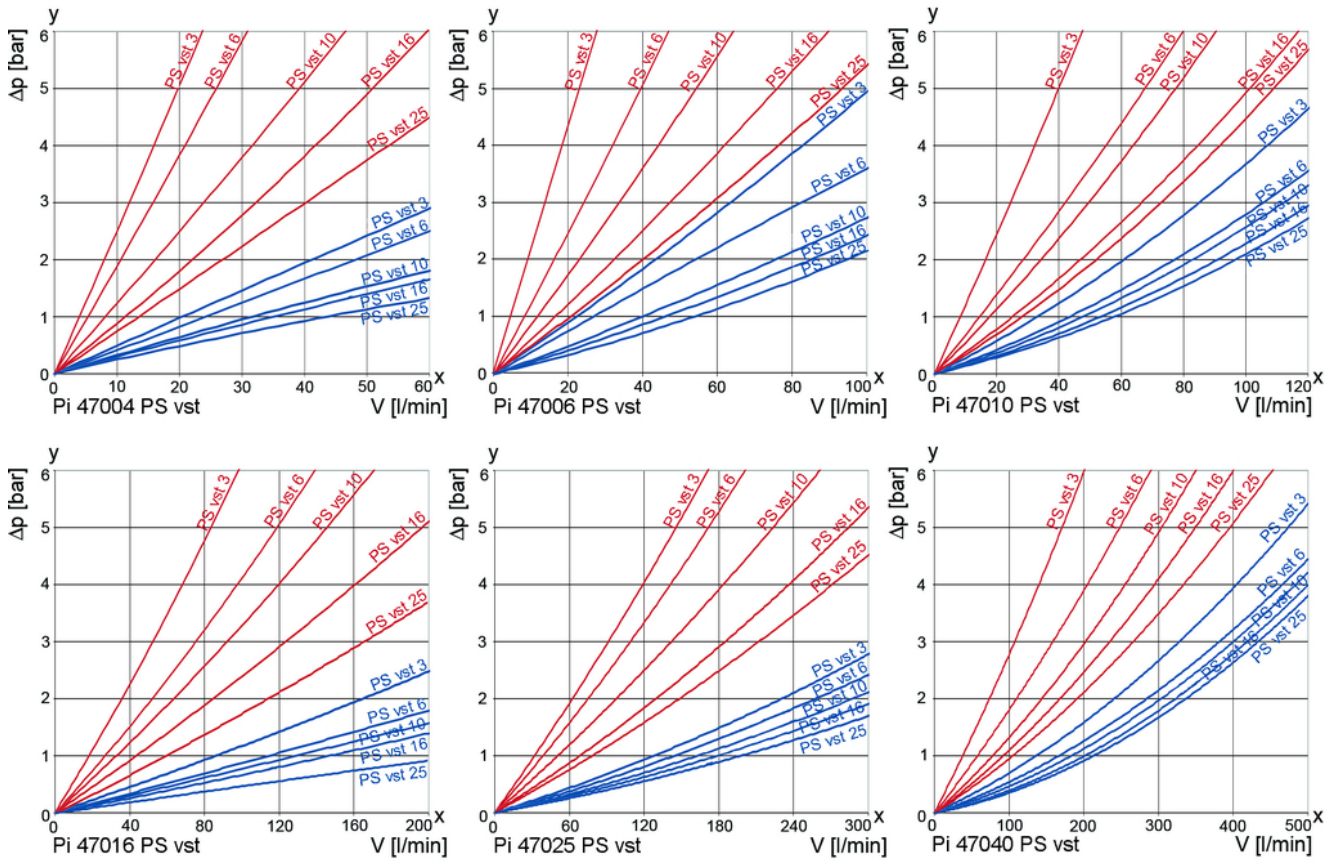 y
Δp [bar]
6
5
4
3
2
1
0
PS vst 3
PS vst 6
PS vst 10
PS vst 16
PS vst 25
PS vst 3
PS vst 6
PS vst 10
PS vst 16
PS vst 25
0 10 20 30 40 50 60 x
Pi 47004 PS vst V [l/min]
y
Δp [bar]
6
5
4
3
2
1
0
PS vst 3
PS vst 6
PS vst 10
PS vst 16
PS vst 25
PS vst 3
PS vst 6
PS vst 10
PS vst 16
PS vst 25
0 20 40 60 80 100 x
Pi 47006 PS vst V [l/min]
y
Δp [bar]
6
5
4
3
2
1
0
PS vst 3
PS vst 6
PS vst 10
PS vst 16
PS vst 25
PS vst 3
PS vst 6
PS vst 10
PS vst 16
PS vst 25
0 20 40 60 80 100 120 x
Pi 47010 PS vst V [l/min]
y
Δp [bar]
6
5
4
3
2
1
0
PS vst 3
PS vst 6
PS vst 10
PS vst 16
PS vst 25
PS vst 3
PS vst 6
PS vst 10
PS vst 16
PS vst 25
0 40 80 120 160 200 x
Pi 47016 PS vst V [l/min]
y
Δp [bar]
6
5
4
3
2
1
0
PS vst 3
PS vst 6
PS vst 10
PS vst 16
PS vst 25
PS vst 3
PS vst 6
PS vst 10
PS vst 16
PS vst 25
0 60 120 180 240 300 x
Pi 47025 PS vst V [l/min]
y
Δp [bar]
6
5
4
3
2
1
0
PS vst 3
PS vst 6
PS vst 10
PS vst 16
PS vst 25
PS vst 3
PS vst 6
PS vst 10
PS vst 16
PS vst 25
0 100 200 300 400 500 x
Pi 47040 PS vst V [l/min]